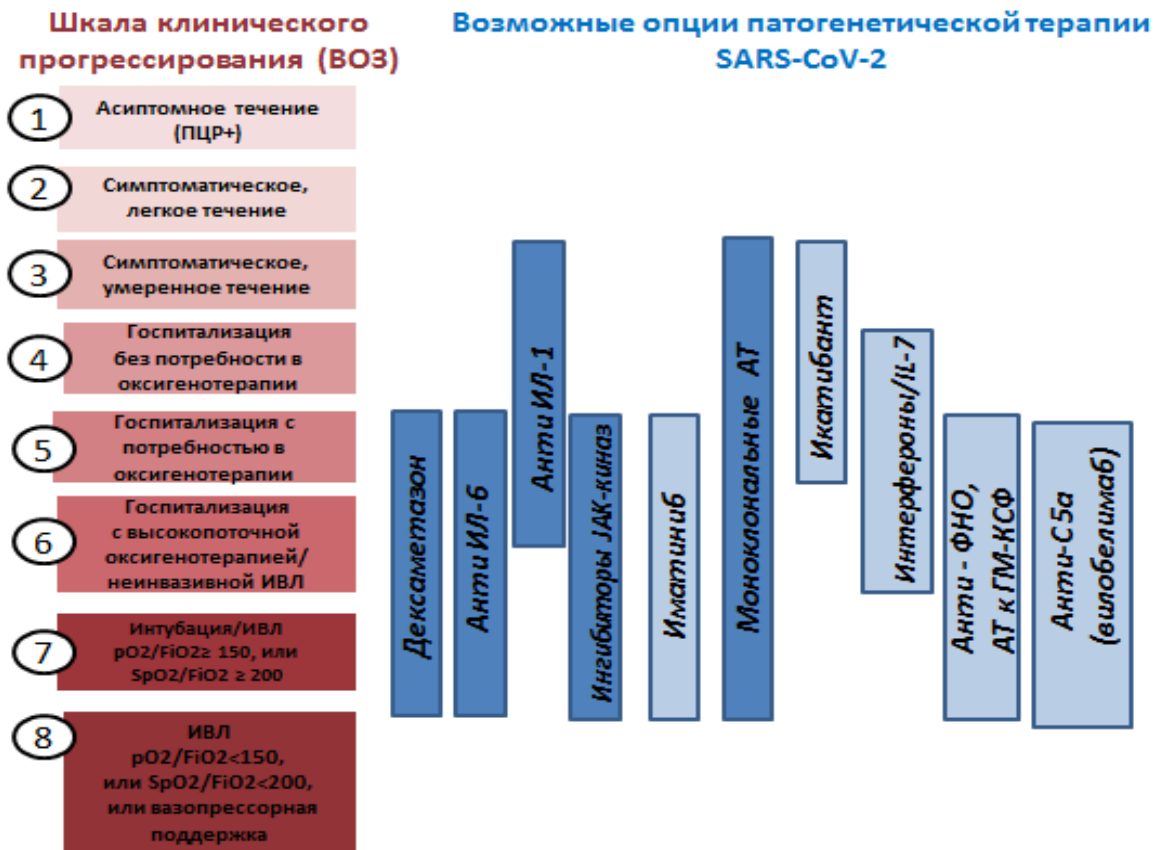 Шкала клинического
прогрессирования (ВОЗ)
Возможные опции патогенетической терапии
SARS-CoV-2
1
Асиптомное течение
(ПЦР+)
2
Симптоматическое,
легкое течение
3
Симптоматическое,
умеренное течение
4
Госпитализация
без потребности в
оксигенотерапии
5
Госпитализация с
потребностью в
оксигенотерапии
6
Госпитализация
с высокопоточной
оксигенотерапией/
неинвазивной ИВЛ
7
Интубация/ИВЛ
pO2/FiO2≥ 150, или
SpO2/FiO2 ≥ 200
8
ИВЛ
pO2/FiO2<150,
или SpO2/FiO2<200,
или вазопрессорная
поддержка
Дексаметазон
Анти ИЛ-6
Анти ИЛ-1
Ингибиторы JAK-киназ
Иматиниб
Моноклональные АТ
Икатибант
Интерфероны/IL-7
Анти - ФНО,
АТ к ГМ-КСФ
Анти-С5а
(вилобелимаб)